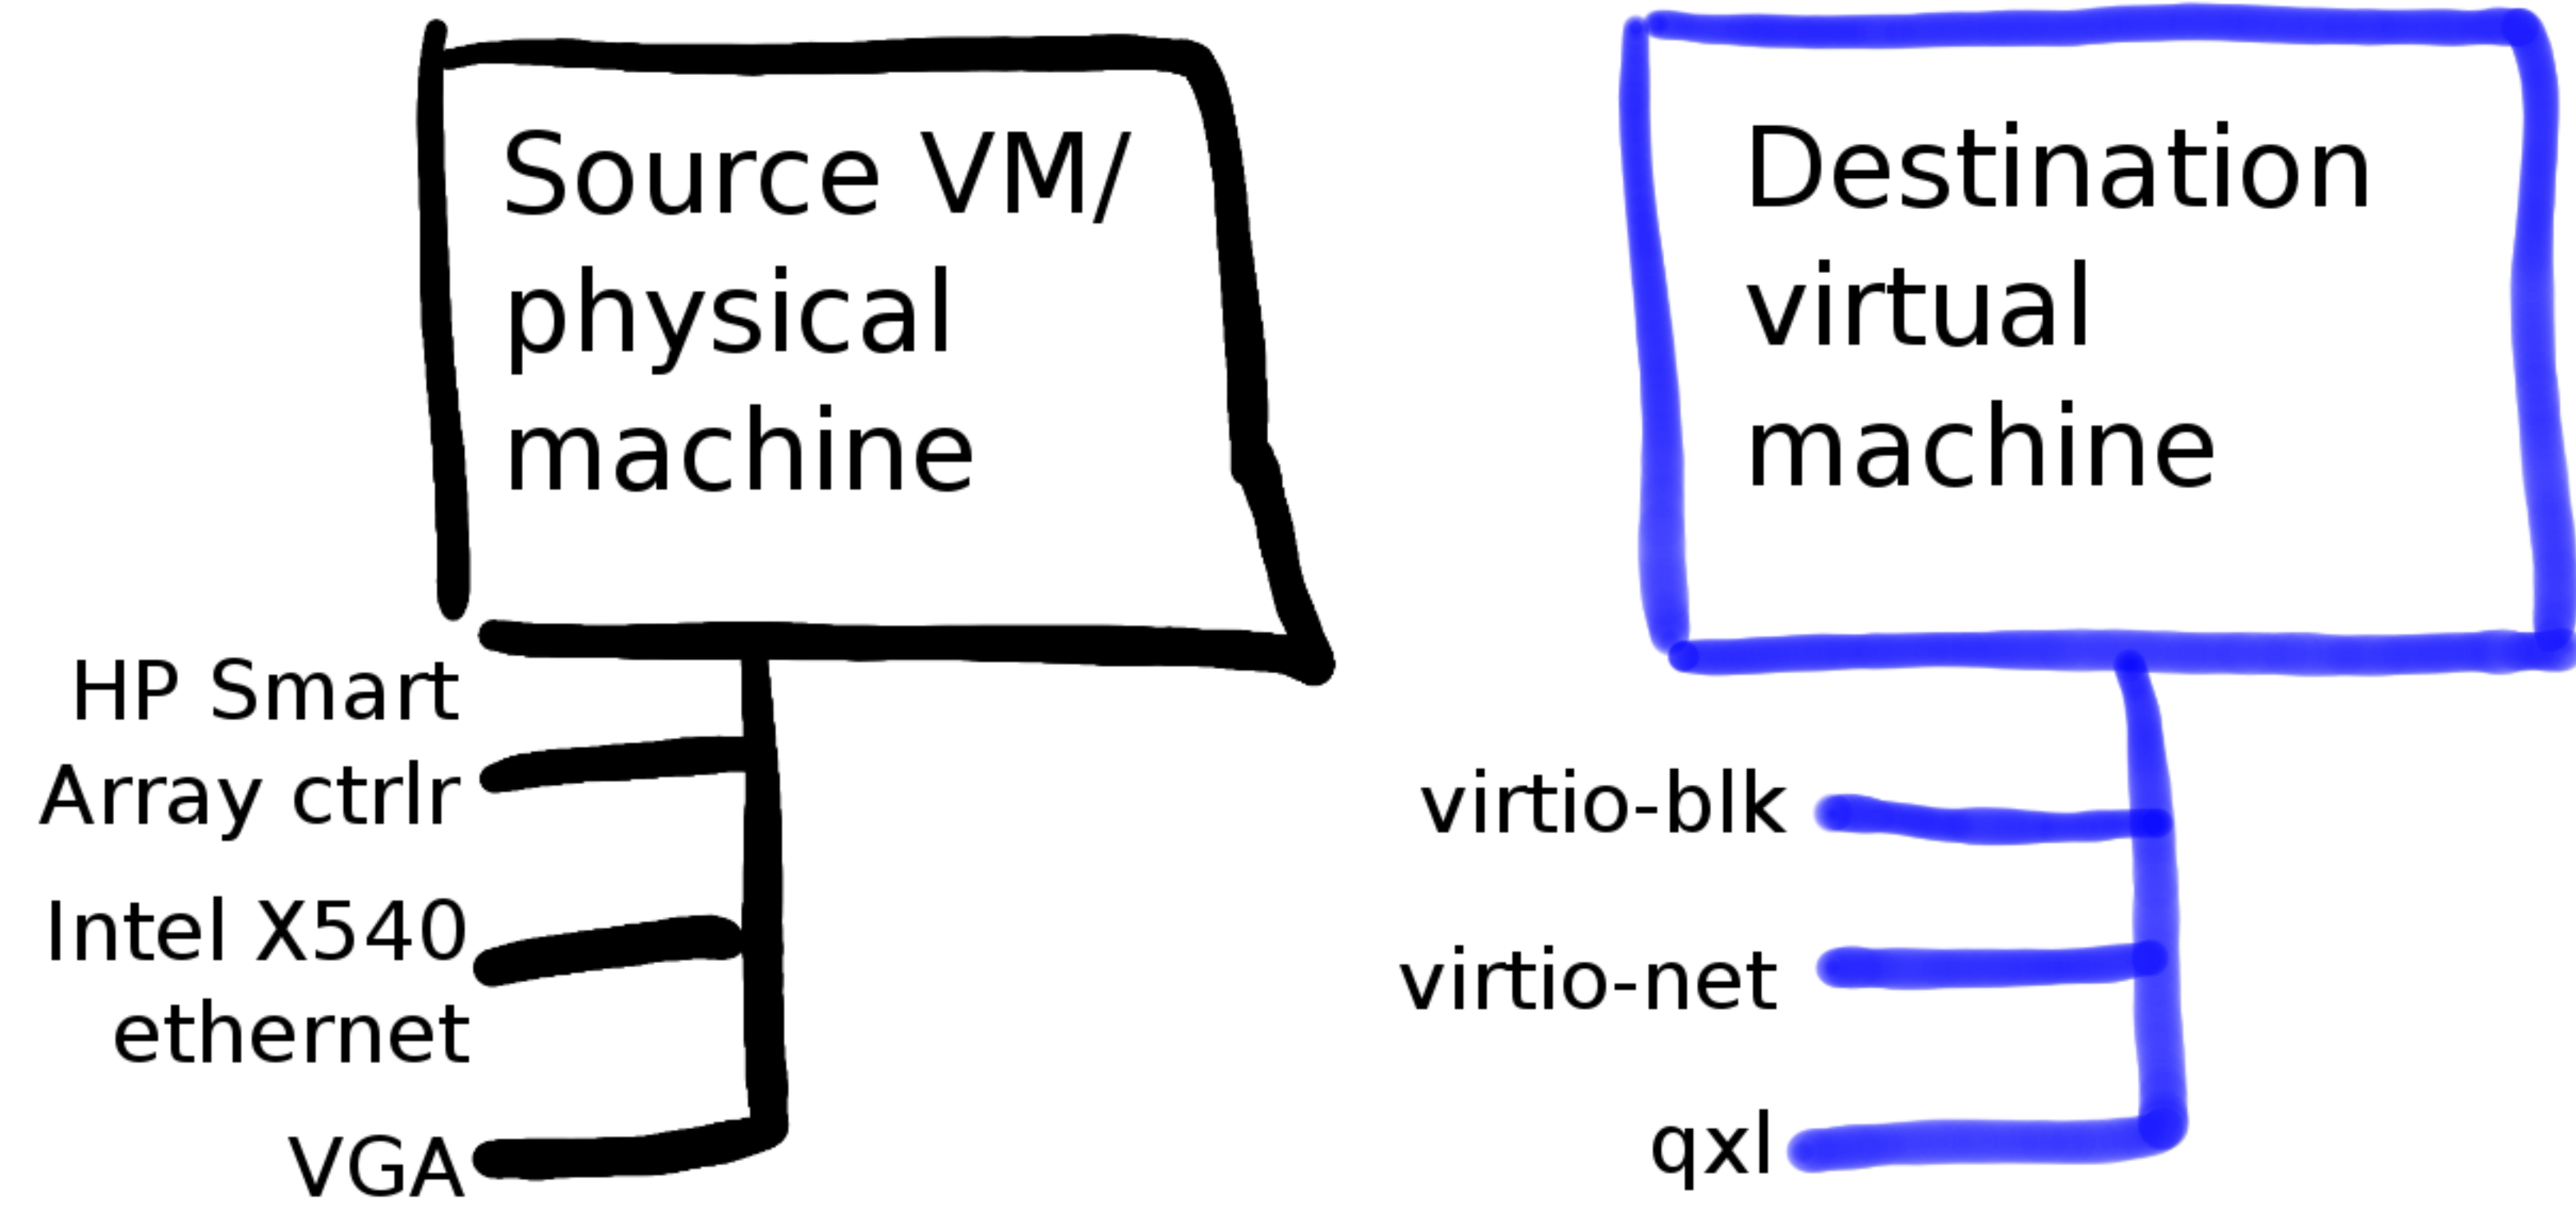 Source VM/
physical
machine
HP Smart
Array ctrlr
Intel X540
ethernet
VGA
Destination
virtual
machine
virtio-blk
virtio-net
qxl